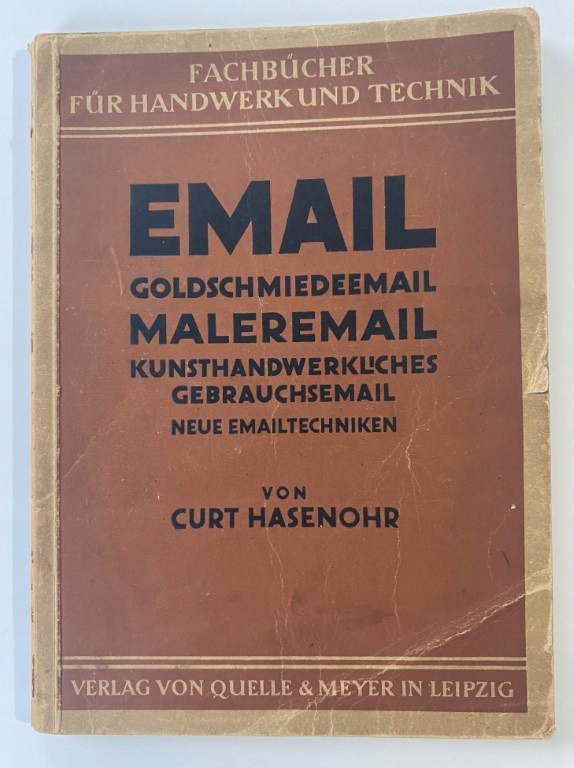 FACHBÜCHER
FÜR HANDWERK UND TECHNIK
EMAIL
GOLDSCHMIEDEEMAIL
MALEREMAIL
KUNSTHANDWERKLICHES
GEBRAUCHSEMAIL
NEUE EMAILTECHNIKEN
VON
CURT HASENOHR
VERLAG VON QUELLE & MEYER IN LEIPZIG